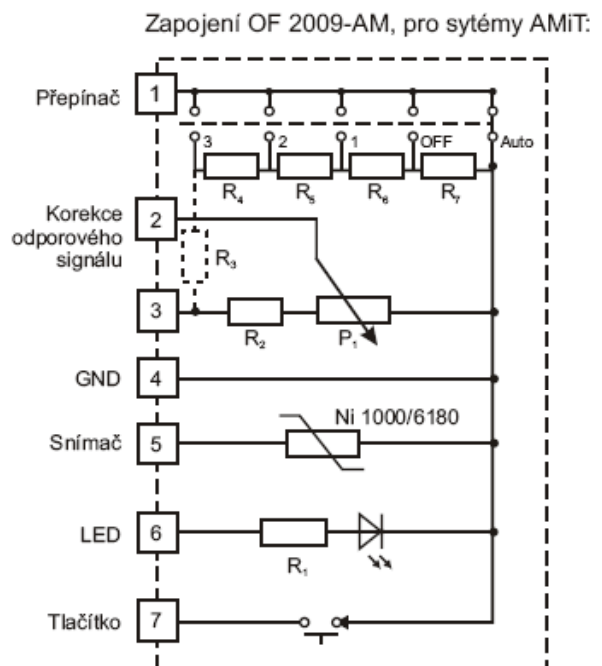 Zapojení OF 2009-AM, pro sytémy AMiT:
Přepínač 1
3 2 1 OFF Auto
R₄ R₅ R₆ R₇
Korekce
odporového
signálu
2
R₃
3
R₂ P₁
GND 4
Ni 1000/6180
Snímač 5
LED 6
R₁
Tlačítko 7